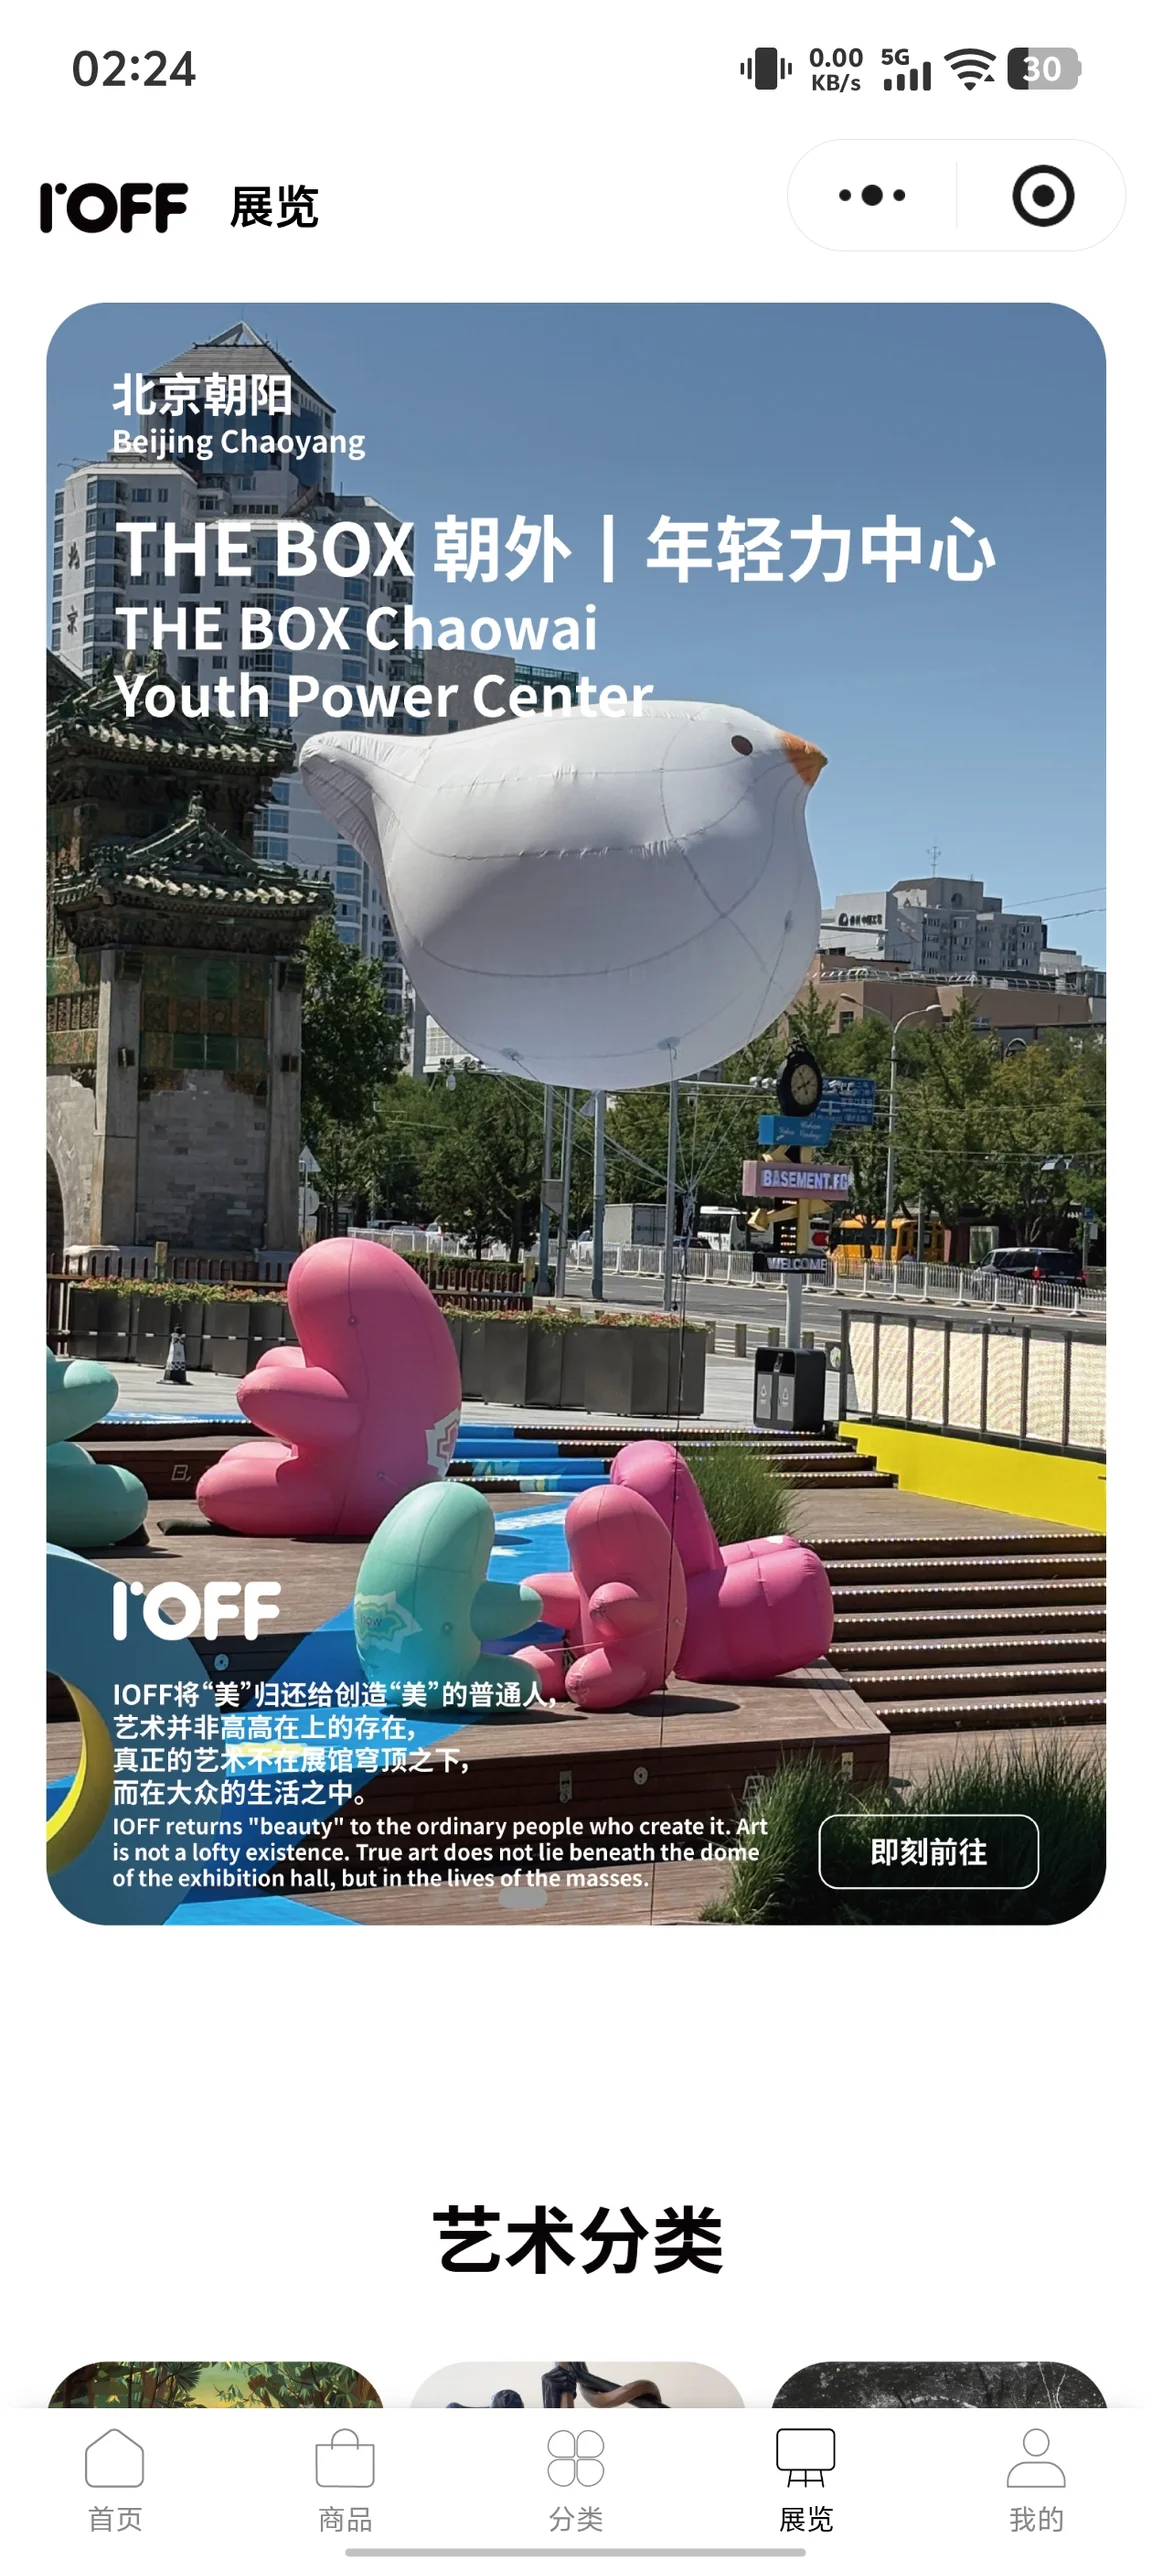 02:24
0.00
KB/s
5G
30
I'OFF 展览
北京朝阳
Beijing Chaoyang
THE BOX 朝外丨年轻力中心
THE BOX Chaowai
Youth Power Center
北
京
BASEMENT.FG
WELCOME
I'OFF
IOFF将“美”归还给创造“美”的普通人，
艺术并非高高在上的存在，
真正的艺术不在展馆穹顶之下，
而在大众的生活之中。
IOFF returns "beauty" to the ordinary people who create it. Art
is not a lofty existence. True art does not lie beneath the dome
of the exhibition hall, but in the lives of the masses.
即刻前往
艺术分类
首页
商品
分类
展览
我的